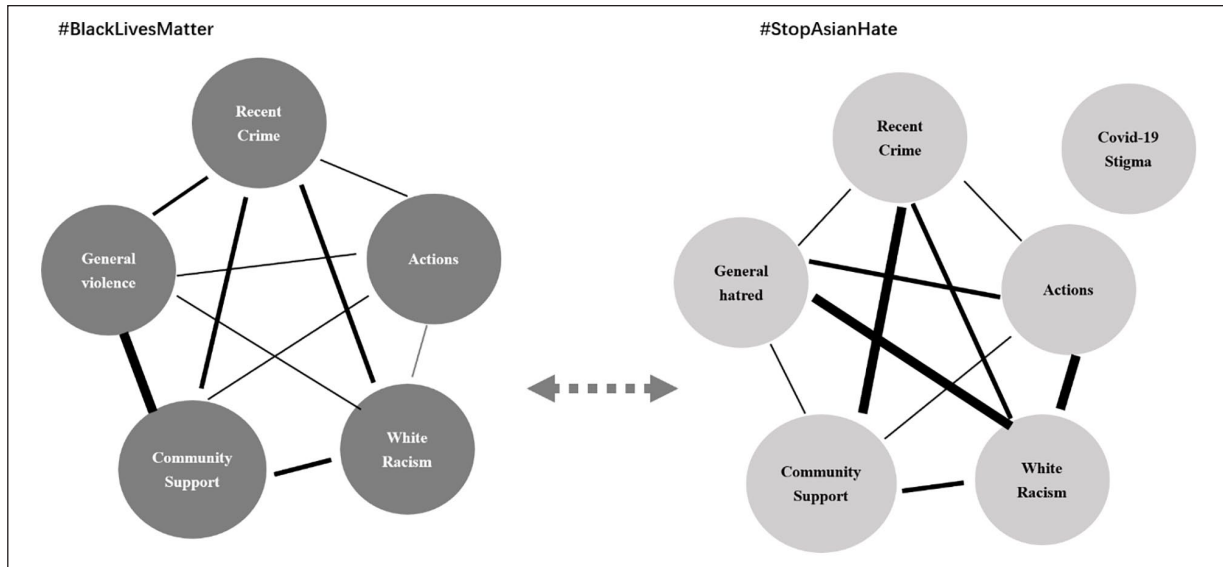 #BlackLivesMatter
Recent
Crime
General
violence
Actions
Community
Support
White
Racism
#StopAsianHate
Recent
Crime
Covid-19
Stigma
General
hatred
Actions
Community
Support
White
Racism